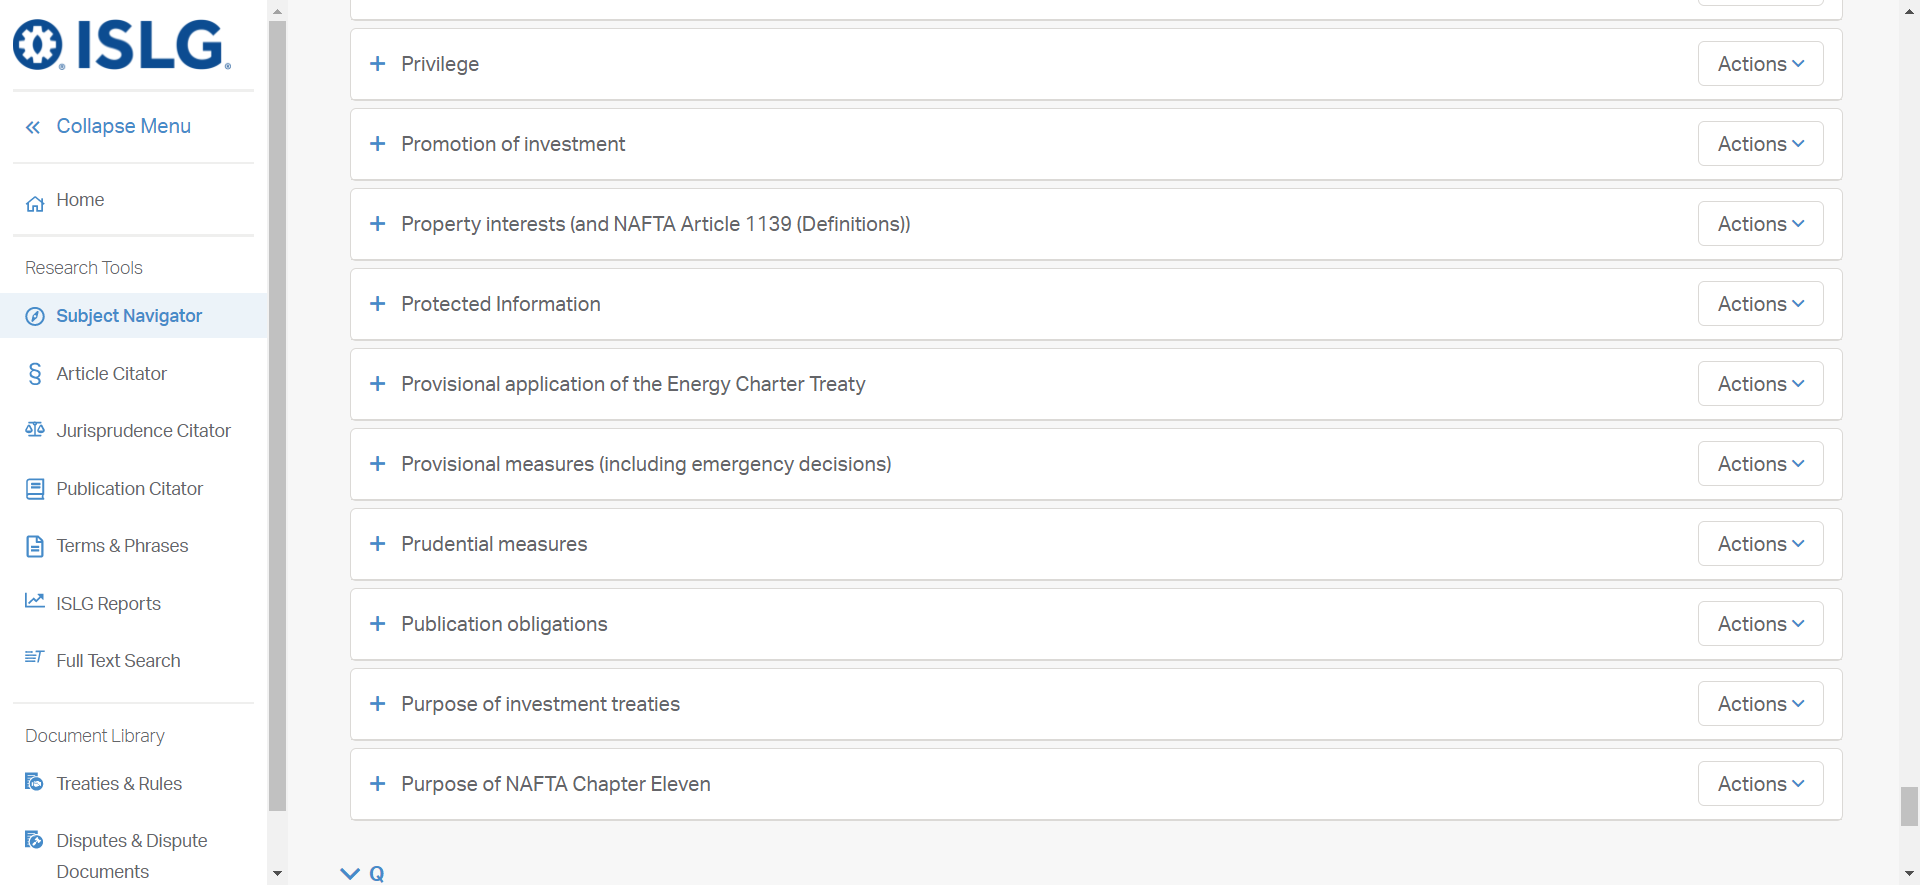 ISLG
Collapse Menu
Home
Research Tools
Subject Navigator
Article Citator
Jurisprudence Citator
Publication Citator
Terms & Phrases
ISLG Reports
Full Text Search
Document Library
Treaties & Rules
Disputes & Dispute
Documents
Privilege Actions
Promotion of investment Actions
Property interests (and NAFTA Article 1139 (Definitions)) Actions
Protected Information Actions
Provisional application of the Energy Charter Treaty Actions
Provisional measures (including emergency decisions) Actions
Prudential measures Actions
Publication obligations Actions
Purpose of investment treaties Actions
Purpose of NAFTA Chapter Eleven Actions
Q